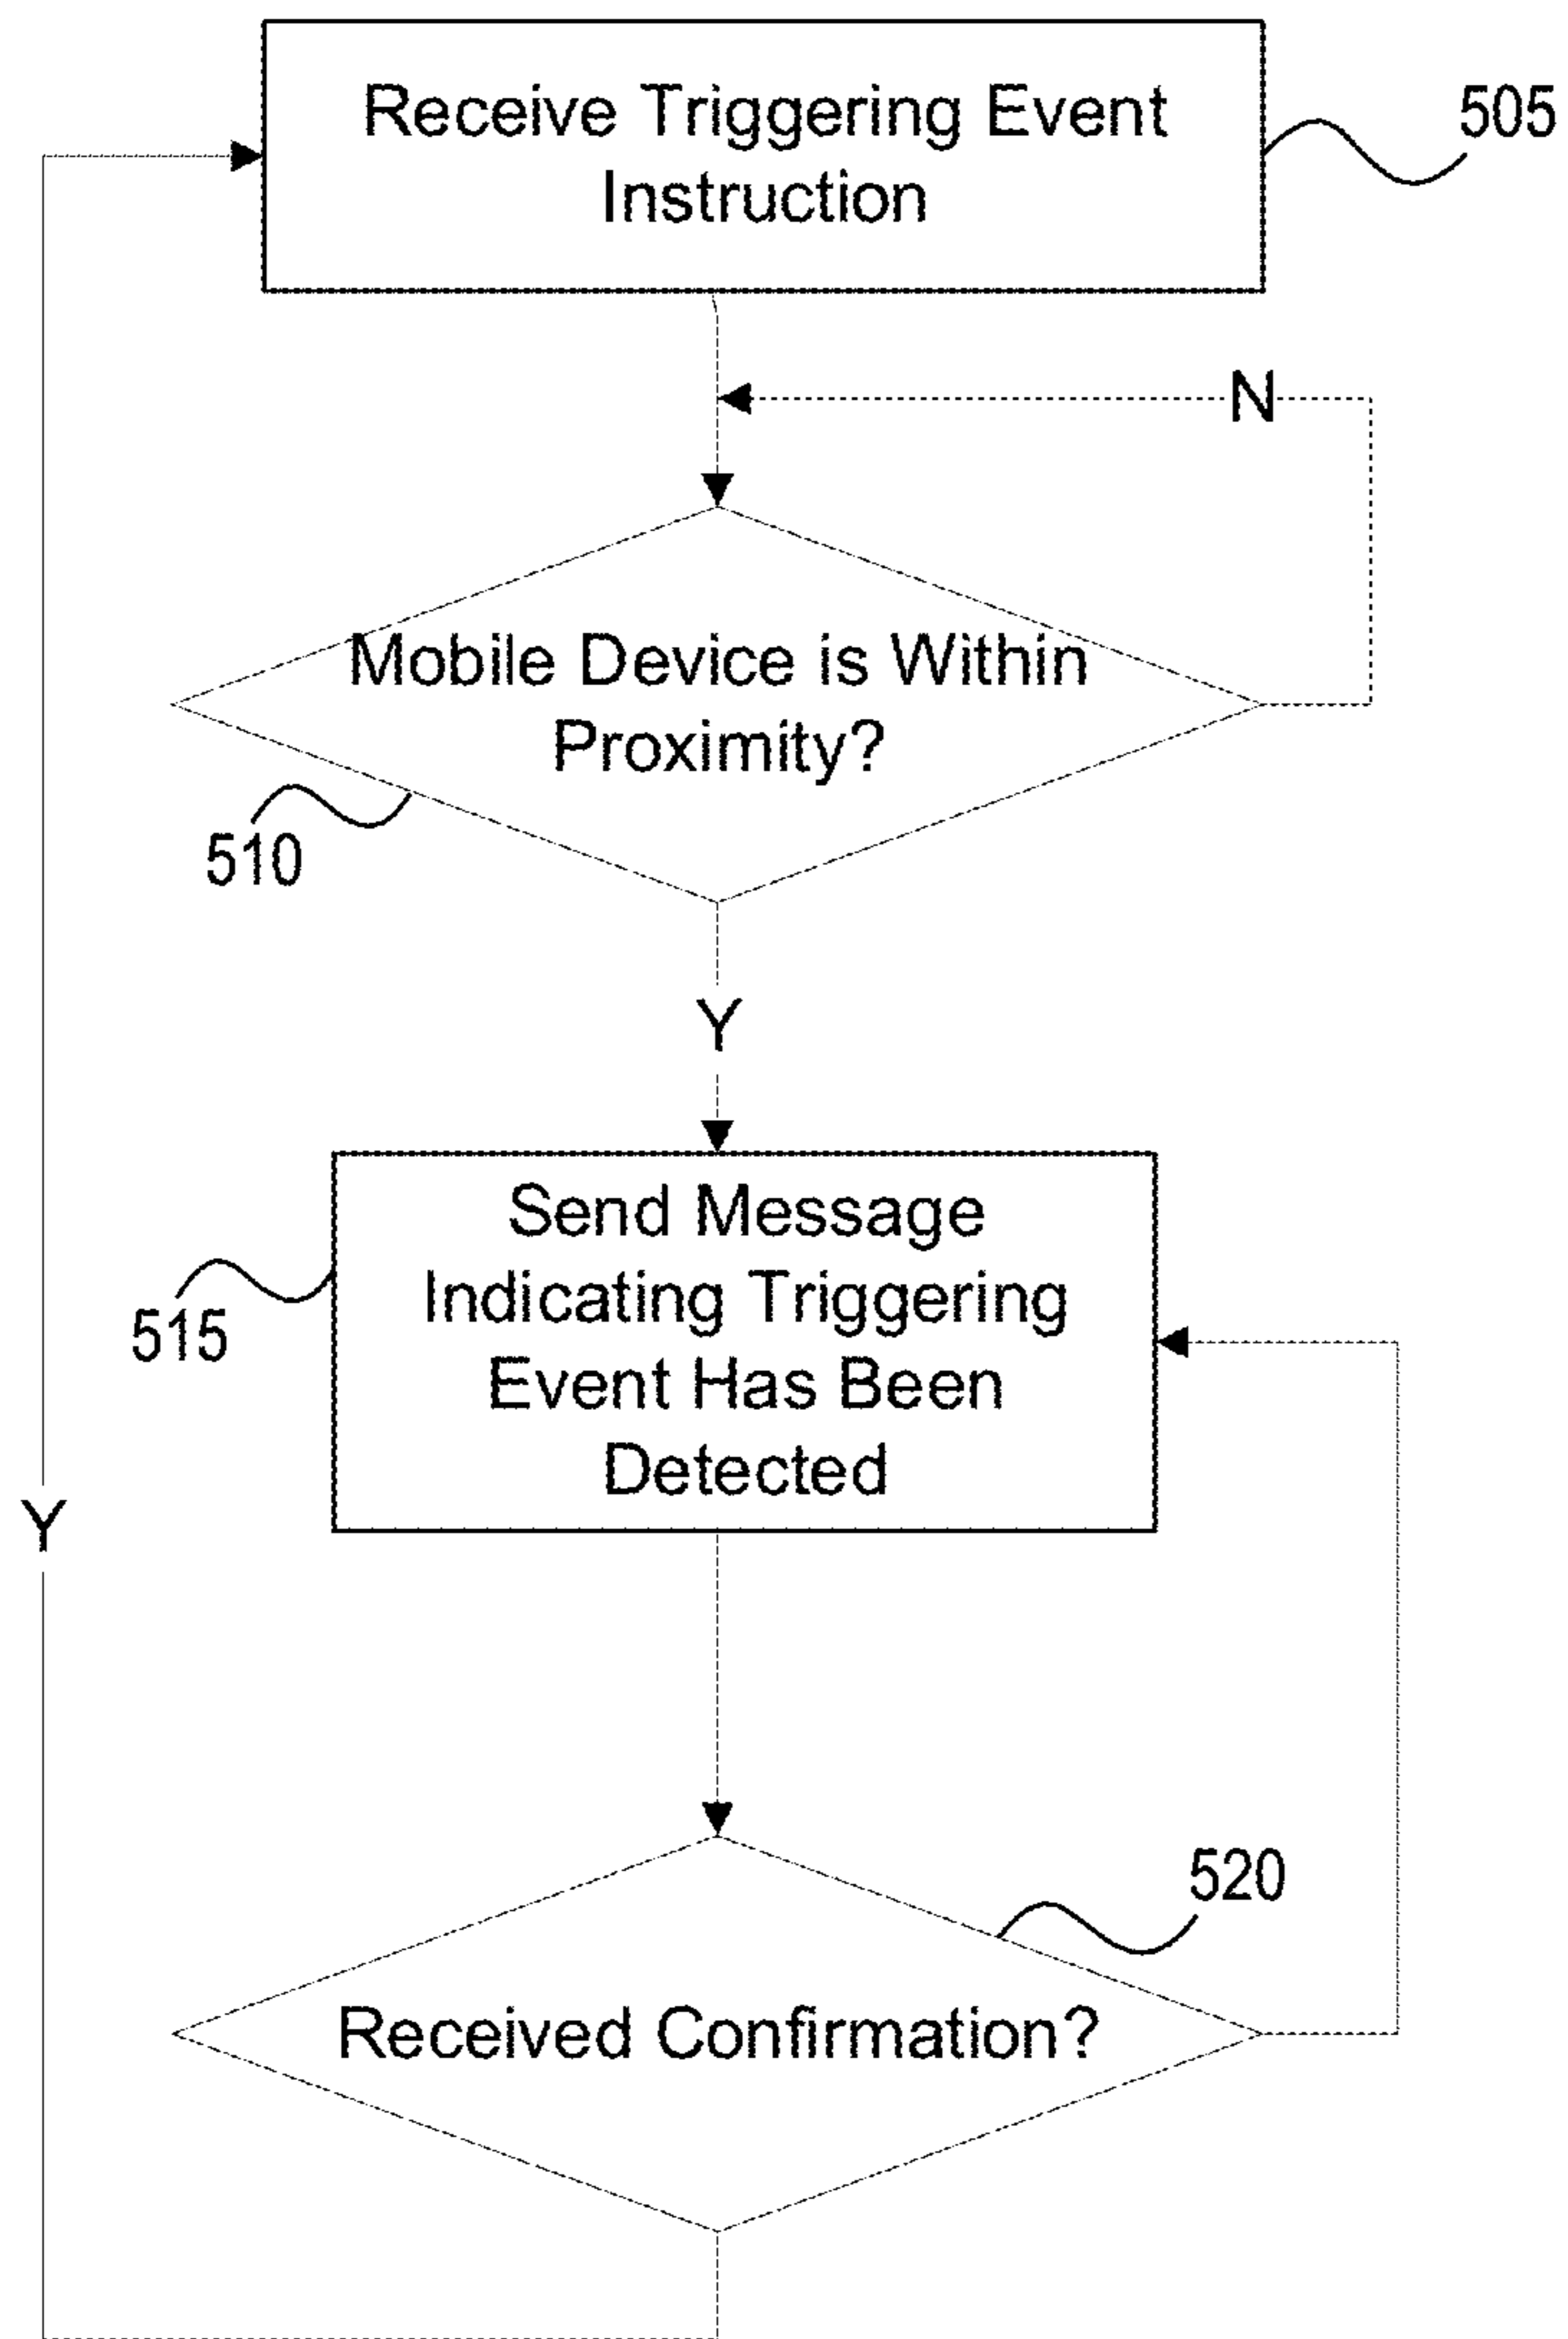 Receive Triggering Event
Instruction
505
N
Mobile Device is Within
Proximity?
510
Y
Send Message
Indicating Triggering
Event Has Been
Detected
515
Y
520
Received Confirmation?